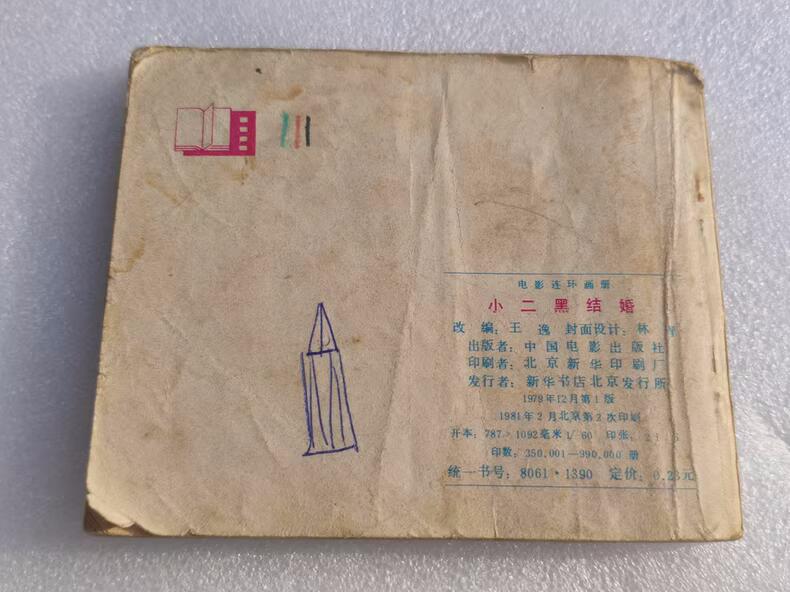 电影连环画册
小二黑结婚
改 编：王 逸 封面设计：林
出版者：中国电影出版社
印刷者：北京新华印刷厂
发行者：新华书店北京发行所
1979年12月第1版
1981年2月北京第2次印刷
开本：787×1092毫米1/60 印张：
印数：350,001—990,000 册
统一书号：8061·1390 定价：0.23元